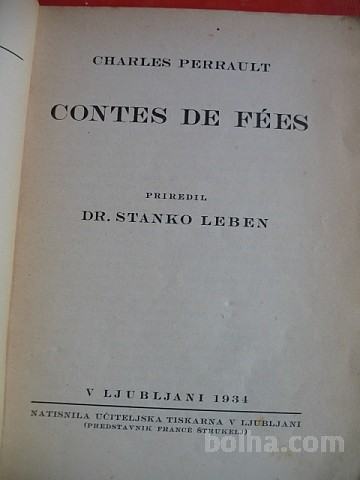 CHARLES PERRAULT
CONTES DE FÉES
PRIREDIL
DR. STANKO LEBEN
V LJUBLJANI 1934
NATISNILA UČITELJSKA TISKARNA V LJUBLJANI
(PREDSTAVNIK FRANCE ŠTRUKELJ)
bolha.com